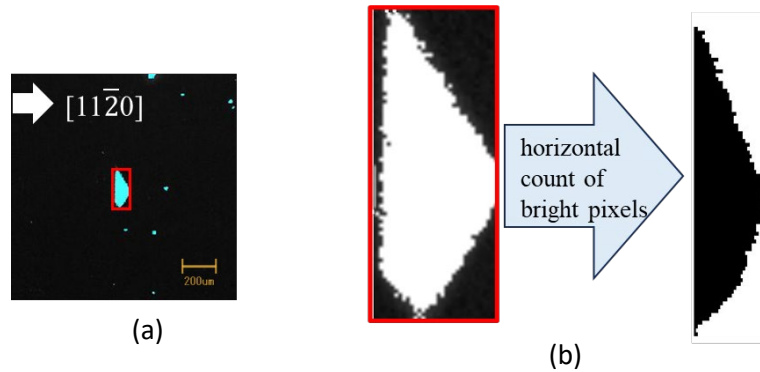 [112̄0]
200um
(a)
horizontal
count of
bright pixels
(b)